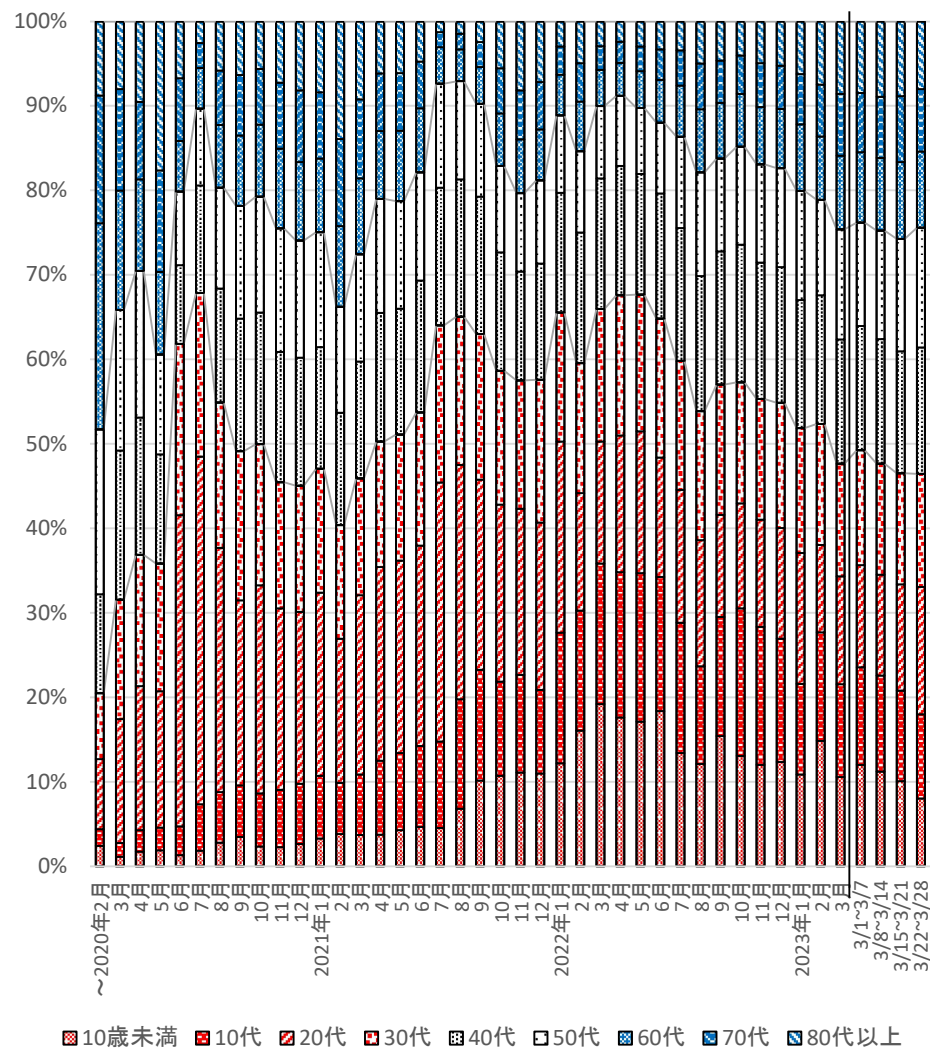 100%
90%
80%
70%
60%
50%
40%
30%
20%
10%
0%
～2020年2月
3月
4月
5月
6月
7月
8月
9月
10月
11月
12月
2021年 1月
2月
3月
4月
5月
6月
7月
8月
9月
10月
11月
12月
2022年 1月
2月
3月
4月
5月
6月
7月
8月
9月
10月
11月
12月
2023年 1月
2月
3月
3/1~3/7
3/8~3/14
3/15~3/21
3/22~3/28
10歳未満 10代 20代 30代 40代 50代 60代 70代 80代以上